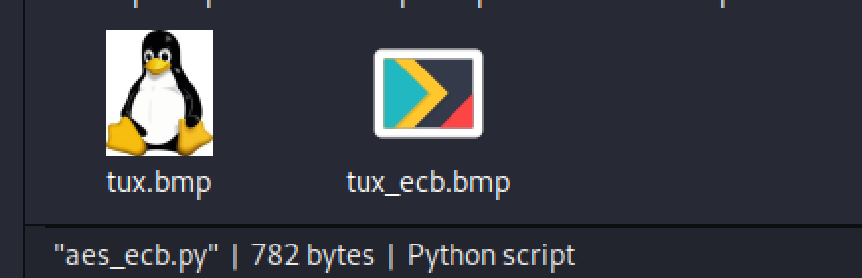 tux.bmp
tux_ecb.bmp
"aes_ecb.py" | 782 bytes | Python script